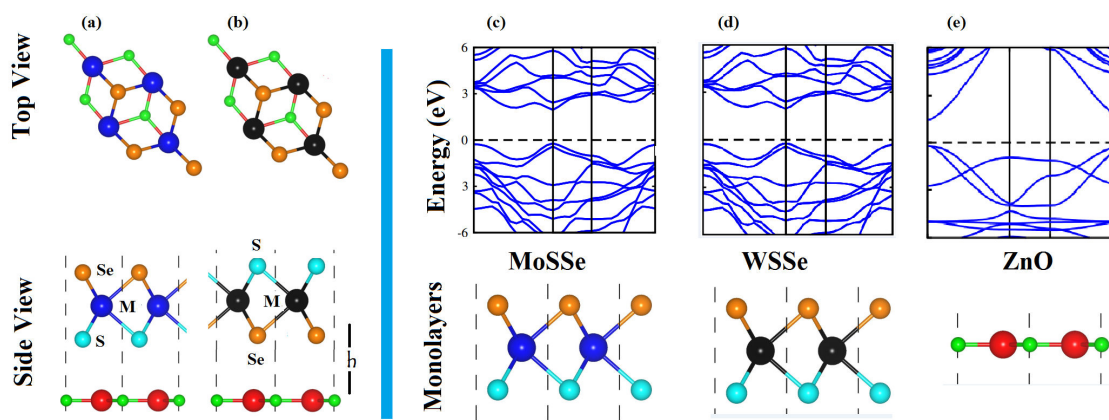 (a)
(b)
(c)
(d)
(e)
Top View
Energy (eV)
6
3
0
3
-6
MoSSe
WSSe
ZnO
Side View
Se
M
S
S
M
Se
h
Monolayers